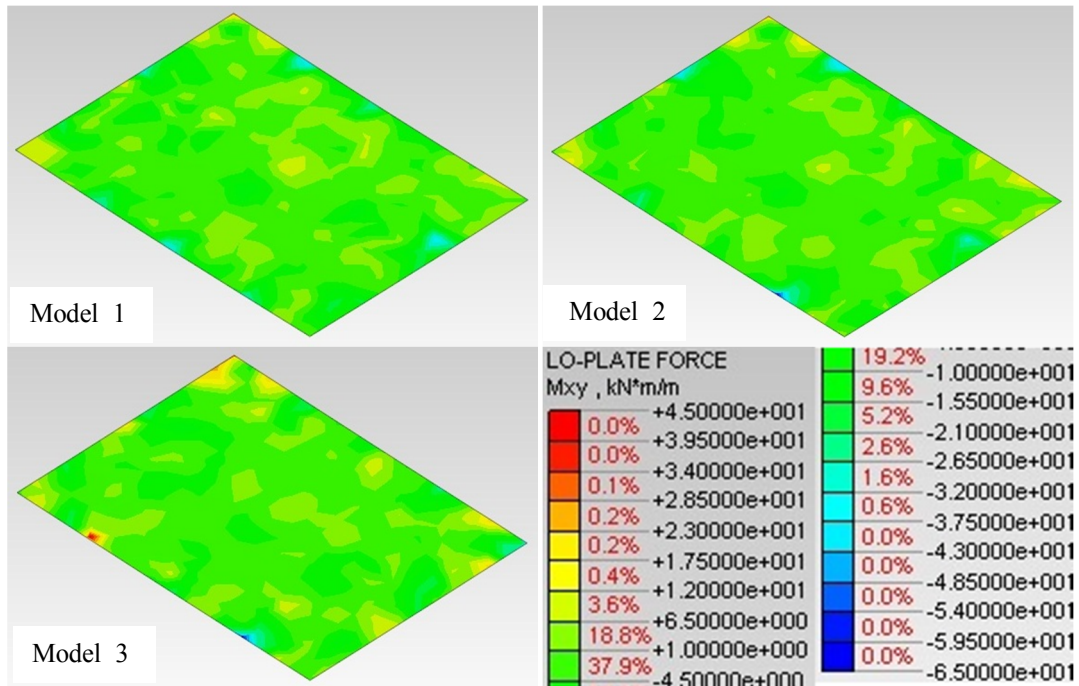 Model 1
Model 2
Model 3
LO-PLATE FORCE
Mxy , kN*m/m
+4.50000e+001
0.0%
+3.95000e+001
0.0%
+3.40000e+001
0.1%
+2.85000e+001
0.2%
+2.30000e+001
0.2%
+1.75000e+001
0.4%
+1.20000e+001
3.6%
+6.50000e+000
18.8%
+1.00000e+000
37.9%
-4.50000e+000
19.2%
-1.00000e+001
9.6%
-1.55000e+001
5.2%
-2.10000e+001
2.6%
-2.65000e+001
1.6%
-3.20000e+001
0.6%
-3.75000e+001
0.0%
-4.30000e+001
0.0%
-4.85000e+001
0.0%
-5.40000e+001
0.0%
-5.95000e+001
0.0%
-6.50000e+001